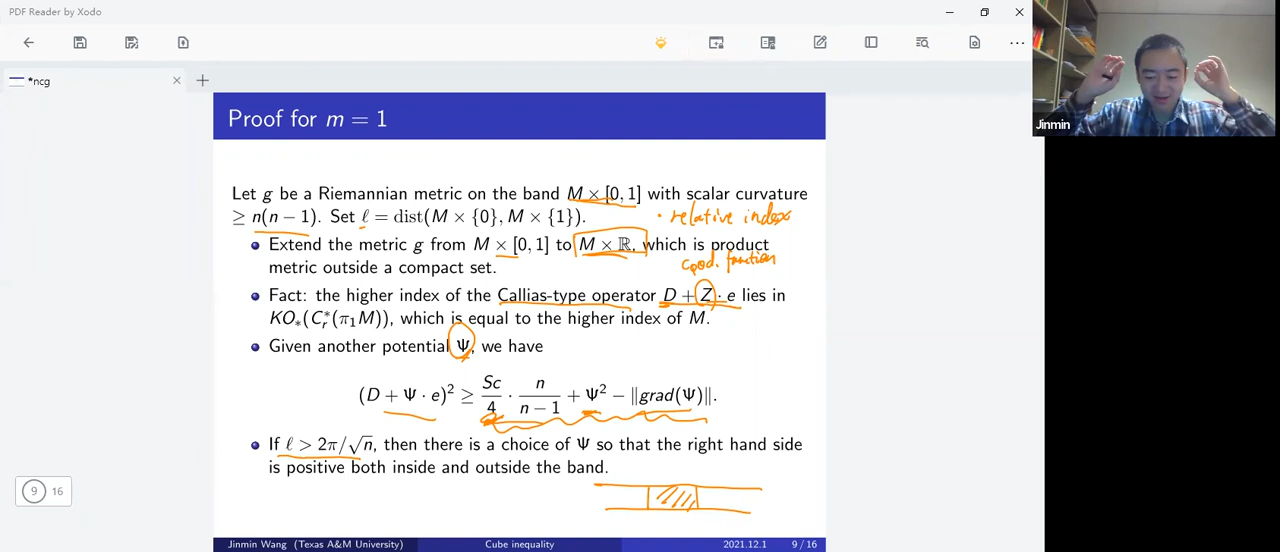 PDF Reader by Xodo
*ncg
Proof for m = 1
Let g be a Riemannian metric on the band M × [0, 1] with scalar curvature
≥ n(n − 1). Set ℓ = dist(M × {0}, M × {1}).
· relative index
Extend the metric g from M × [0, 1] to M × ℝ, which is product
metric outside a compact set.
function
Fact: the higher index of the Callias-type operator D + Z · e lies in
KO*(C*r(π₁M)), which is equal to the higher index of M.
Given another potential Ψ, we have
(D + Ψ · e)² ≥ Sc/4 · n/(n − 1) + Ψ² − ‖grad(Ψ)‖.
If ℓ > 2π/√n, then there is a choice of Ψ so that the right hand side
is positive both inside and outside the band.
9 16
Jinmin Wang (Texas A&M University) Cube inequality 2021.12.1 9 / 16
Jinmin